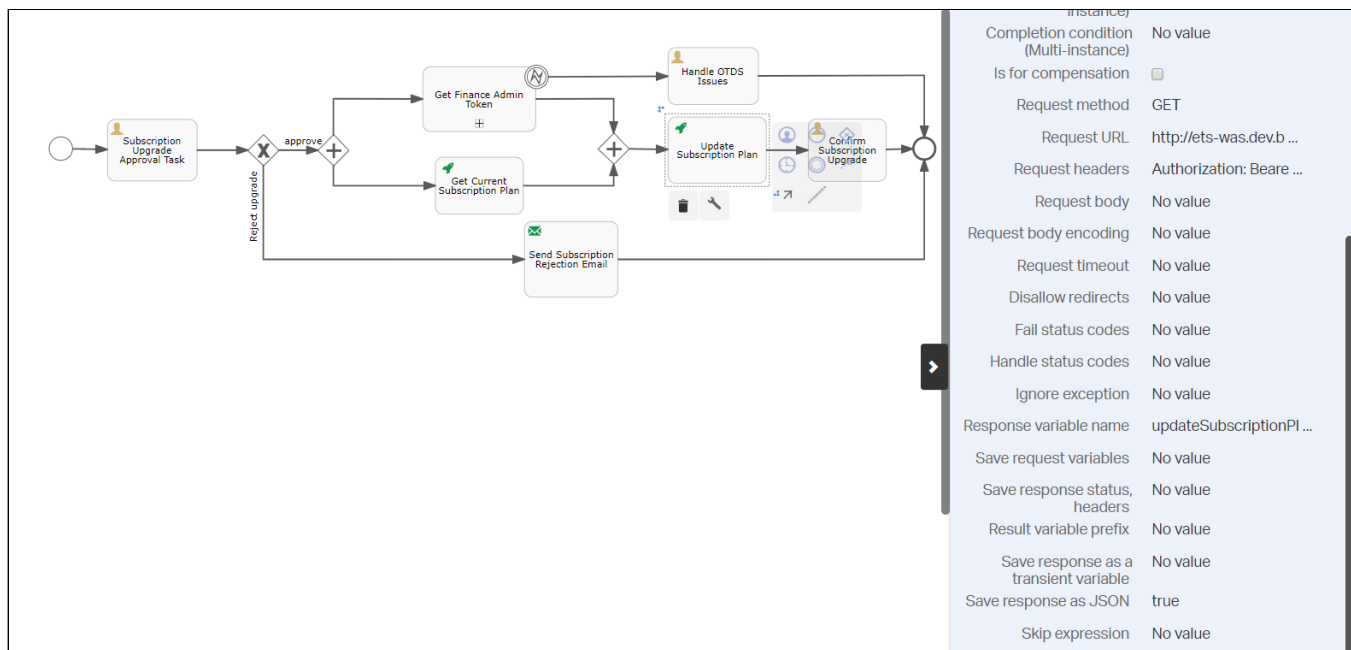 Handle OTDS
Issues
Get Finance Admin
Token
Subscription
Upgrade
Approval Task
X
approve
Update
Subscription Plan
Confirm
Subscription
Upgrade
Get Current
Subscription Plan
Reject upgrade
Send Subscription
Rejection Email
instance)
Completion condition
(Multi-instance)
No value
Is for compensation
Request method GET
Request URL http://ets-was.dev.b ...
Request headers Authorization: Beare ...
Request body No value
Request body encoding No value
Request timeout No value
Disallow redirects No value
Fail status codes No value
Handle status codes No value
Ignore exception No value
Response variable name updateSubscriptionPl ...
Save request variables No value
Save response status,
headers
No value
Result variable prefix No value
Save response as a
transient variable
No value
Save response as JSON true
Skip expression No value